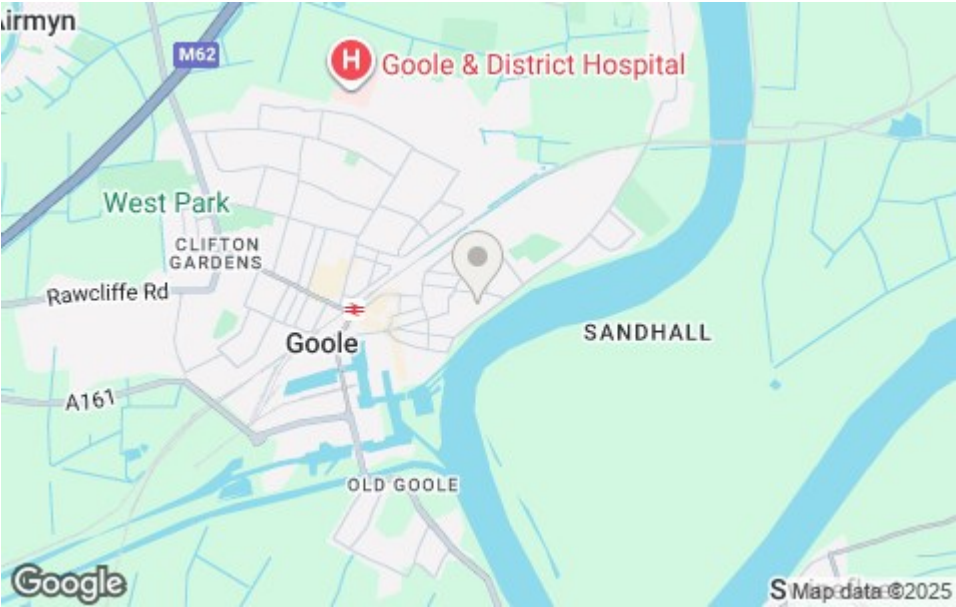 Airmyn
M62
H
Goole & District Hospital
West Park
CLIFTON
GARDENS
Rawcliffe Rd
SANDHALL
Goole
A161
OLD GOOLE
Google
Map data ©2025